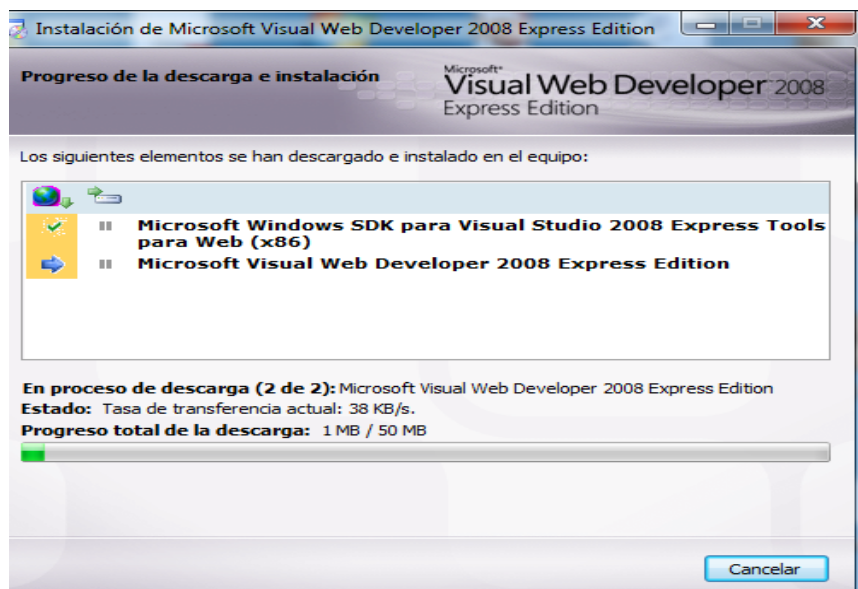 Instalación de Microsoft Visual Web Developer 2008 Express Edition
Progreso de la descarga e instalación
Microsoft
Visual Web Developer 2008
Express Edition
Los siguientes elementos se han descargado e instalado en el equipo:
Microsoft Windows SDK para Visual Studio 2008 Express Tools
para Web (x86)
Microsoft Visual Web Developer 2008 Express Edition
En proceso de descarga (2 de 2): Microsoft Visual Web Developer 2008 Express Edition
Estado: Tasa de transferencia actual: 38 KB/s.
Progreso total de la descarga: 1 MB / 50 MB
Cancelar